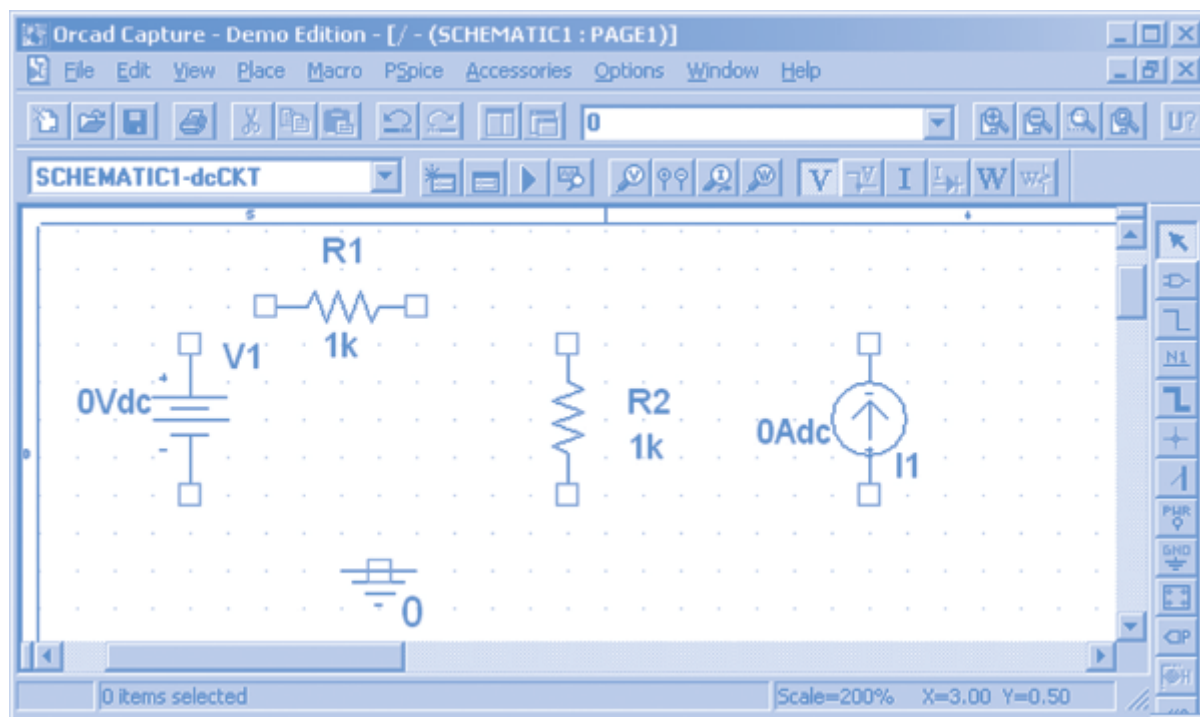 Orcad Capture - Demo Edition - [/ - (SCHEMATIC1 : PAGE1)]
File Edit View Place Macro PSpice Accessories Options Window Help
0 U?
SCHEMATIC1-dcCKT V I W
5 4
R1
1k
V1
+
0Vdc
-
R2
1k
0Adc
-
+
I1
0
N1
PWR
GND
0 items selected Scale=200% X=3.00 Y=0.50